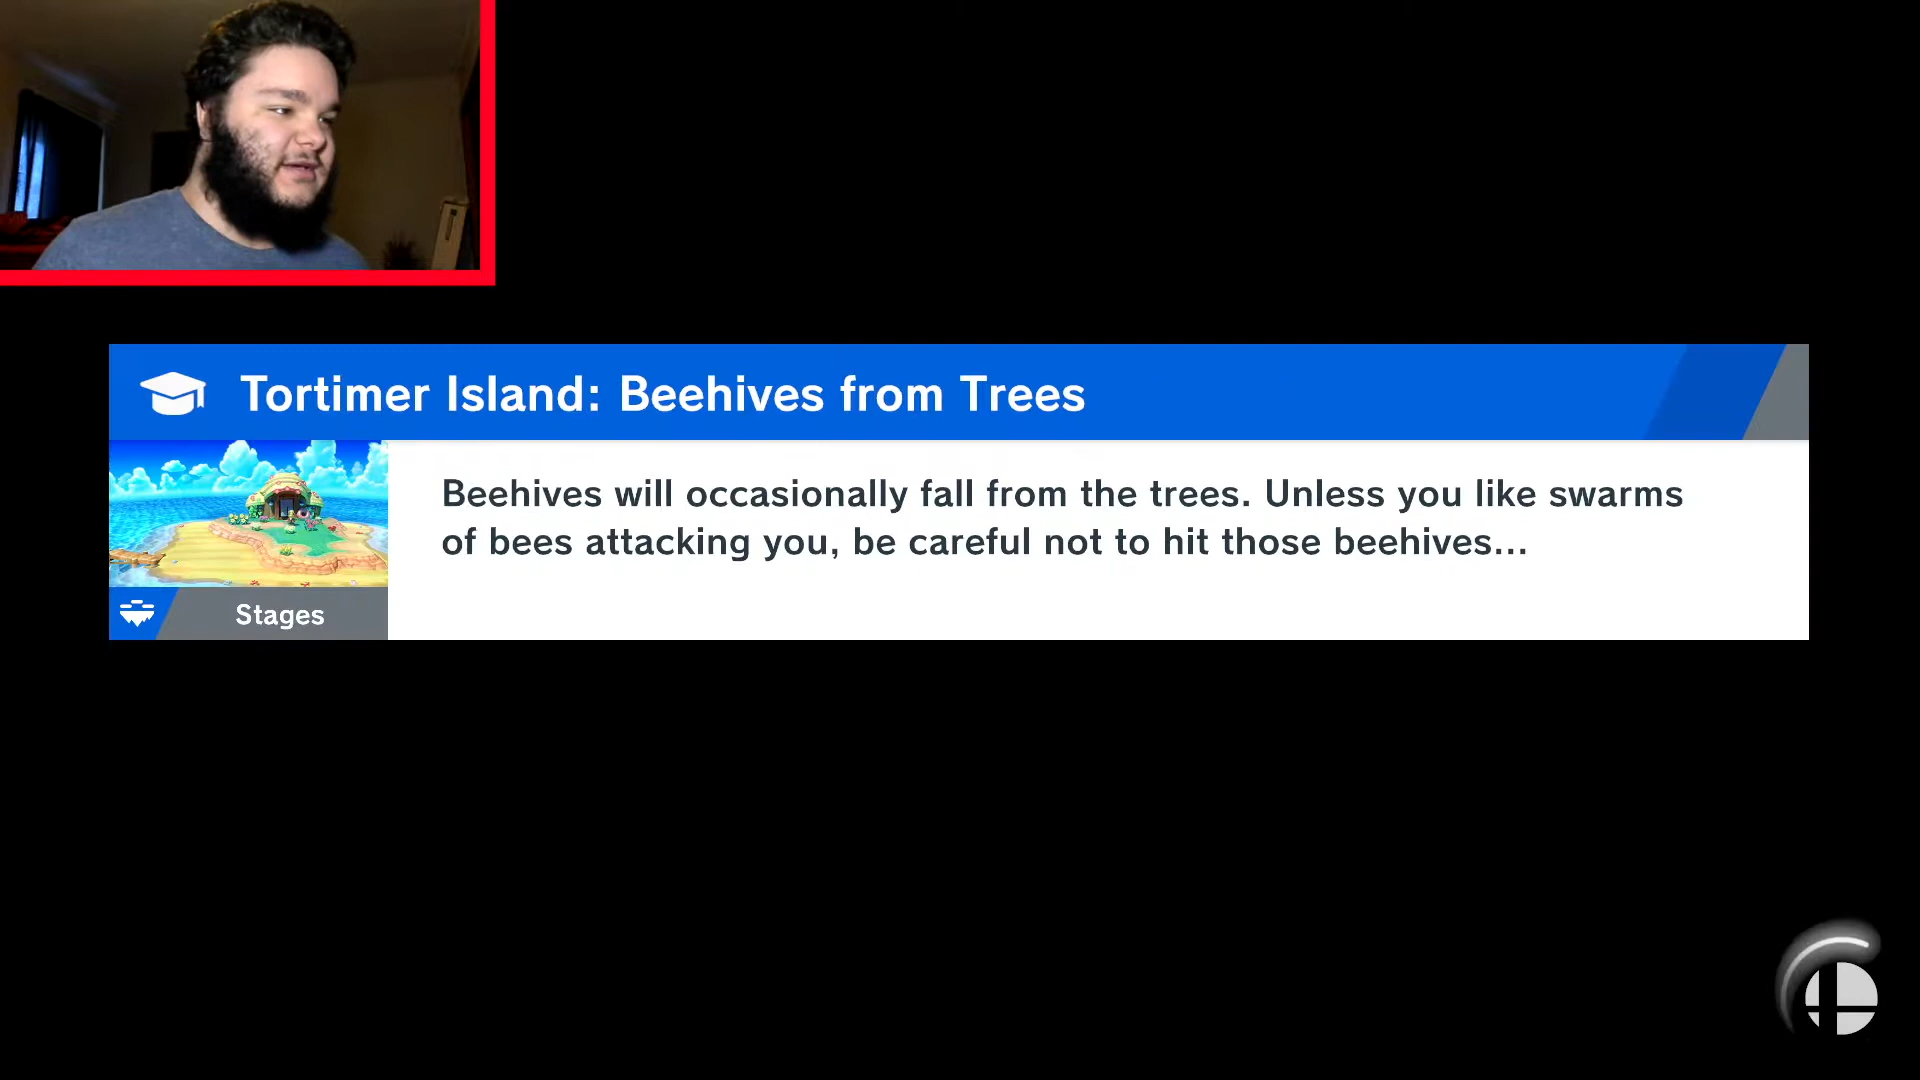 Tortimer Island: Beehives from Trees
Beehives will occasionally fall from the trees. Unless you like swarms
of bees attacking you, be careful not to hit those beehives...
Stages